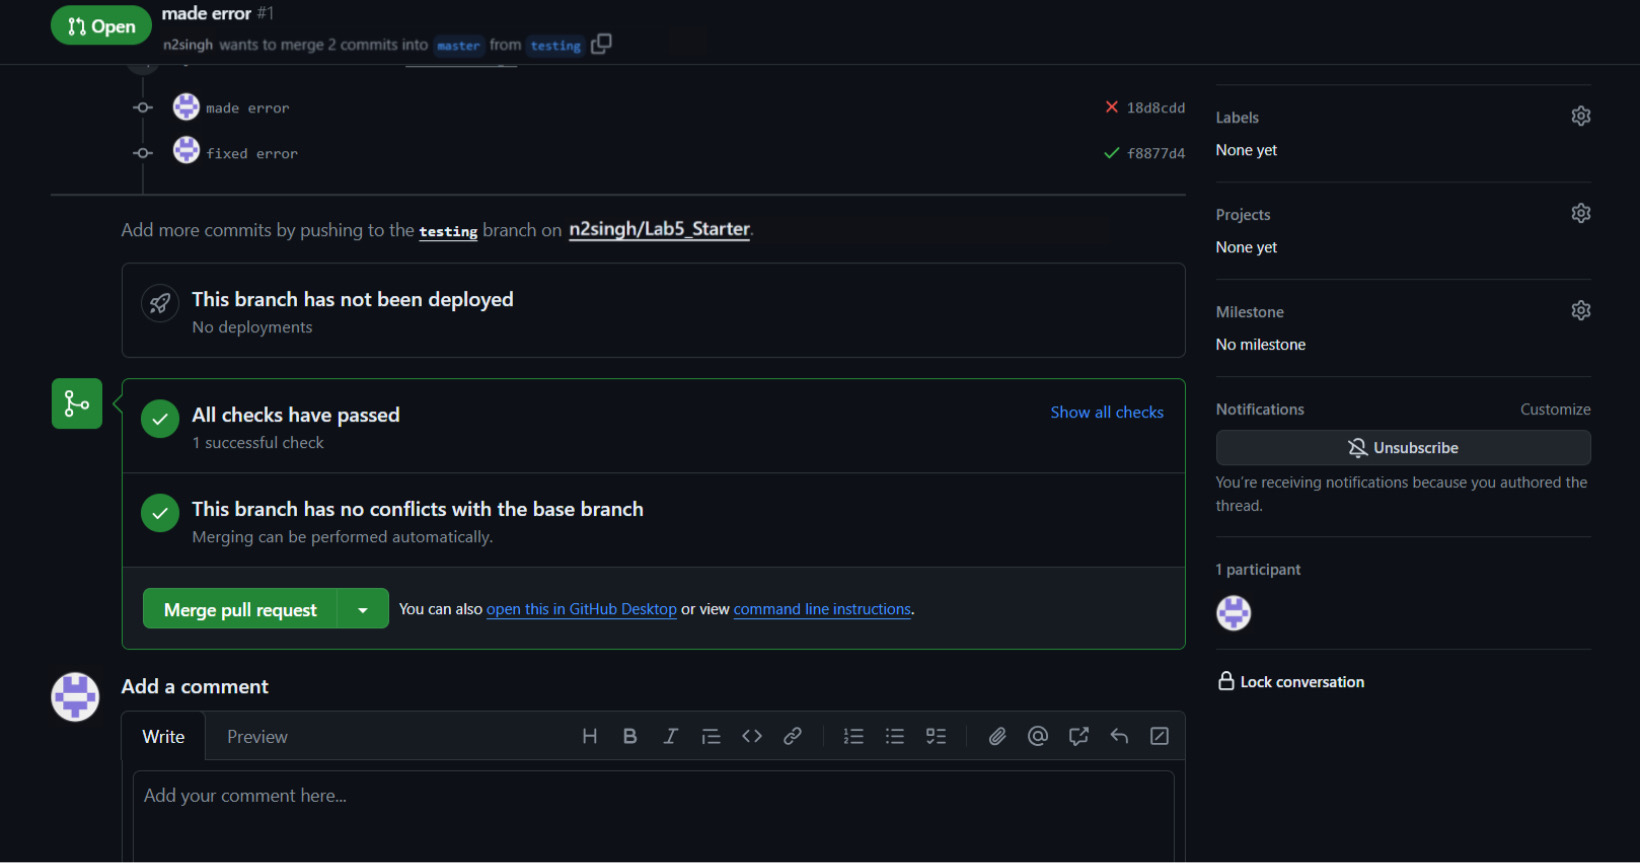 Open
made error #1
n2singh wants to merge 2 commits into master from testing
made error 18d8cdd
fixed error f8877d4
Add more commits by pushing to the testing branch on n2singh/Lab5_Starter.
This branch has not been deployed
No deployments
All checks have passed
Show all checks
1 successful check
This branch has no conflicts with the base branch
Merging can be performed automatically.
Merge pull request
You can also open this in GitHub Desktop or view command line instructions.
Add a comment
Write Preview
Add your comment here...
Labels
None yet
Projects
None yet
Milestone
No milestone
Notifications Customize
Unsubscribe
You're receiving notifications because you authored the
thread.
1 participant
Lock conversation